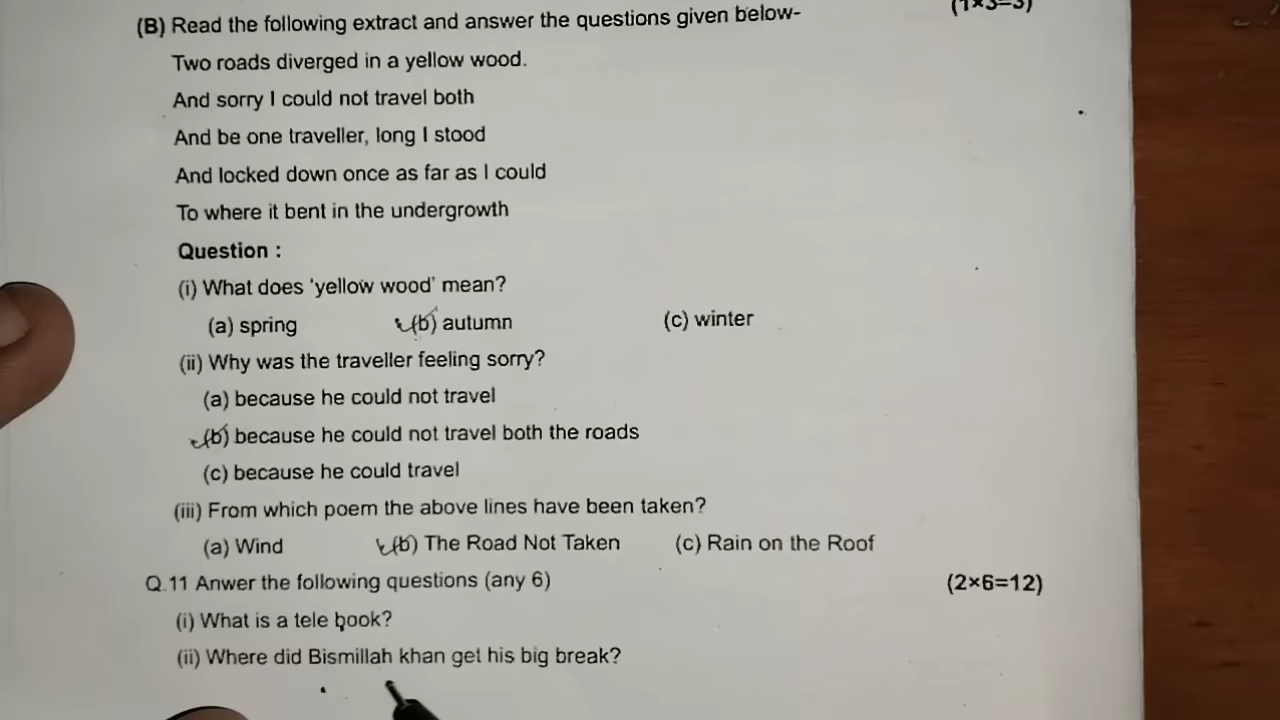 (B) Read the following extract and answer the questions given below- (1×3=3)
Two roads diverged in a yellow wood.
And sorry I could not travel both
And be one traveller, long I stood
And locked down once as far as I could
To where it bent in the undergrowth
Question :
(i) What does 'yellow wood' mean?
(a) spring (b) autumn (c) winter
(ii) Why was the traveller feeling sorry?
(a) because he could not travel
(b) because he could not travel both the roads
(c) because he could travel
(iii) From which poem the above lines have been taken?
(a) Wind (b) The Road Not Taken (c) Rain on the Roof
Q.11 Anwer the following questions (any 6) (2×6=12)
(i) What is a tele book?
(ii) Where did Bismillah khan get his big break?